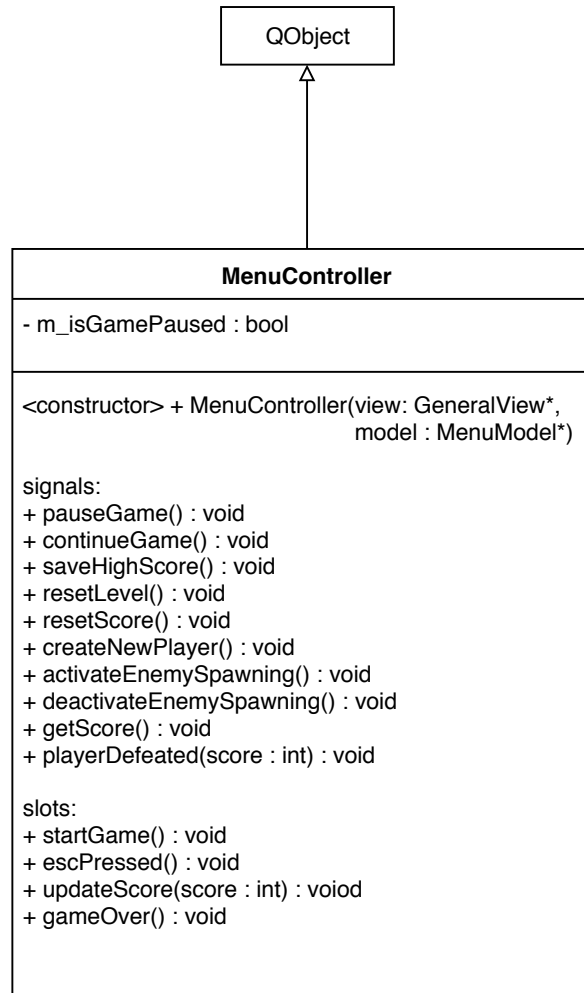 QObject
MenuController
- m_isGamePaused : bool
<constructor> + MenuController(view: GeneralView*,
model : MenuModel*)
signals:
+ pauseGame() : void
+ continueGame() : void
+ saveHighScore() : void
+ resetLevel() : void
+ resetScore() : void
+ createNewPlayer() : void
+ activateEnemySpawning() : void
+ deactivateEnemySpawning() : void
+ getScore() : void
+ playerDefeated(score : int) : void
slots:
+ startGame() : void
+ escPressed() : void
+ updateScore(score : int) : voiod
+ gameOver() : void